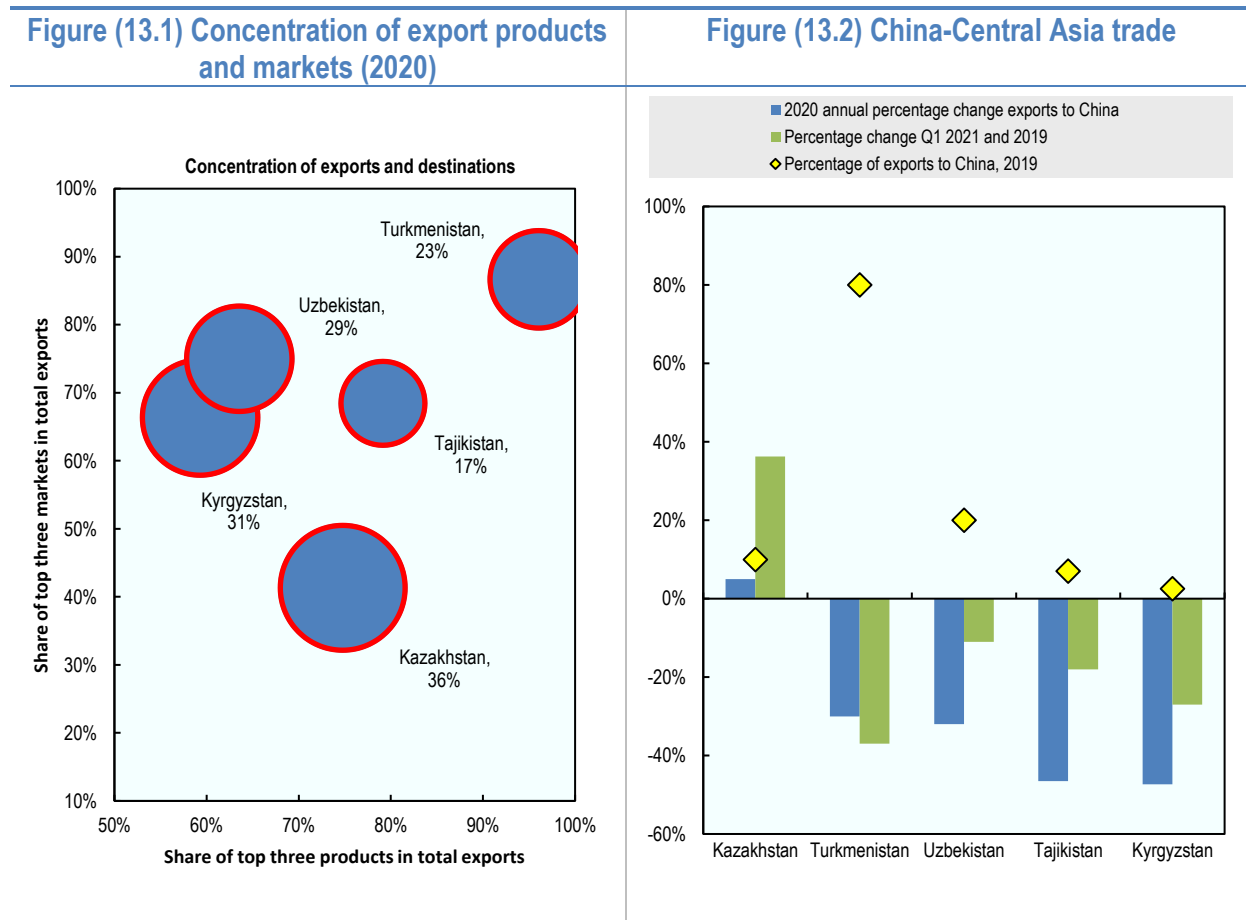 Figure (13.1) Concentration of export products
and markets (2020)
Concentration of exports and destinations
Share of top three markets in total exports
100%
90%
80%
70%
60%
50%
40%
30%
20%
10%
Turkmenistan,
23%
Uzbekistan,
29%
Tajikistan,
17%
Kyrgyzstan,
31%
Kazakhstan,
36%
50%
60%
70%
80%
90%
100%
Share of top three products in total exports
Figure (13.2) China-Central Asia trade
2020 annual percentage change exports to China
Percentage change Q1 2021 and 2019
Percentage of exports to China, 2019
100%
80%
60%
40%
20%
0%
-20%
-40%
-60%
Kazakhstan
Turkmenistan
Uzbekistan
Tajikistan
Kyrgyzstan